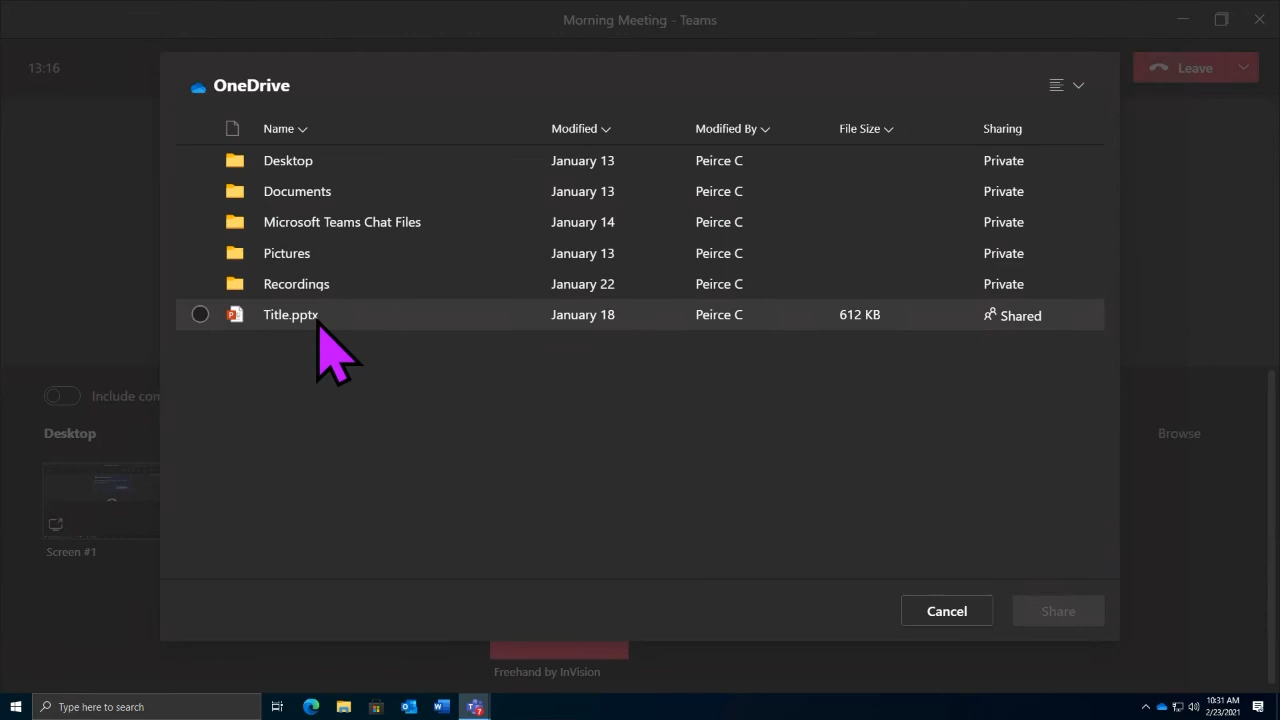 Morning Meeting - Teams
13:16
Leave
OneDrive
Name Modified Modified By File Size Sharing
Desktop January 13 Peirce C Private
Documents January 13 Peirce C Private
Microsoft Teams Chat Files January 14 Peirce C Private
Pictures January 13 Peirce C Private
Recordings January 22 Peirce C Private
Title.pptx January 18 Peirce C 612 KB Shared
Include com
Desktop
Browse
Screen #1
Cancel Share
Freehand by InVision
Type here to search
10:31 AM
2/23/2021